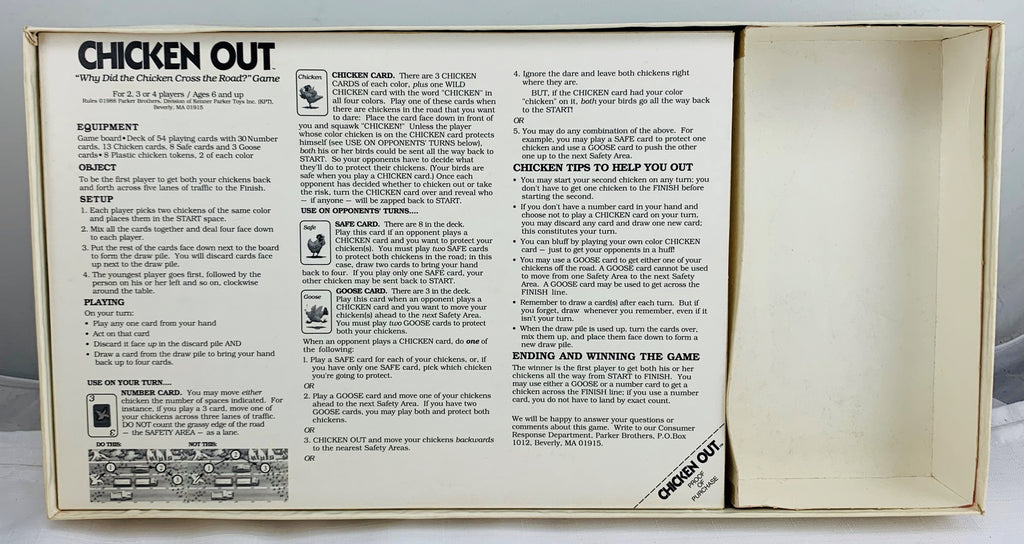 CHICKEN OUT™
"Why Did the Chicken Cross the Road?" Game
For 2, 3 or 4 players / Ages 6 and up
Rules ©1988 Parker Brothers, Division of Kenner Parker Toys Inc. (KPT),
Beverly, MA 01915
EQUIPMENT
Game board • Deck of 54 playing cards with 30 Number
cards, 13 Chicken cards, 8 Safe cards and 3 Goose
cards • 8 Plastic chicken tokens, 2 of each color
OBJECT
To be the first player to get both your chickens back
and forth across five lanes of traffic to the Finish.
SETUP
1. Each player picks two chickens of the same color
and places them in the START space.
2. Mix all the cards together and deal four face down
to each player.
3. Put the rest of the cards face down next to the board
to form the draw pile. You will discard cards face
up next to the draw pile.
4. The youngest player goes first, followed by the
person on his or her left and so on, clockwise
around the table.
PLAYING
On your turn:
• Play any one card from your hand
• Act on that card
• Discard it face up in the discard pile AND
• Draw a card from the draw pile to bring your hand
back up to four cards.
USE ON YOUR TURN....
3
3
NUMBER CARD. You may move either
chicken the number of spaces indicated. For
instance, if you play a 3 card, move one of
your chickens across three lanes of traffic.
DO NOT count the grassy edge of the road
— the SAFETY AREA — as a lane.
DO THIS: NOT THIS:
1 2 3 1 2 3
Chicken
CHICKEN CARD. There are 3 CHICKEN
CARDS of each color, plus one WILD
CHICKEN card with the word "CHICKEN" in
all four colors. Play one of these cards when
there are chickens in the road that you want
to dare: Place the card face down in front of
you and squawk "CHICKEN!" Unless the player
whose color chicken is on the CHICKEN card protects
himself (see USE ON OPPONENTS' TURNS below),
both his or her birds could be sent all the way back to
START. So your opponents have to decide what
they'll do to protect their chickens. (Your birds are
safe when you play a CHICKEN card.) Once each
opponent has decided whether to chicken out or take
the risk, turn the CHICKEN card over and reveal who
— if anyone — will be zapped back to START.
USE ON OPPONENTS' TURNS....
Safe
SAFE CARD. There are 8 in the deck.
Play this card if an opponent plays a
CHICKEN card and you want to protect your
chicken(s). You must play two SAFE cards
to protect both chickens in the road; in this
case, draw two cards to bring your hand
back to four. If you play only one SAFE card, your
other chicken may be sent back to START.
Goose
GOOSE CARD. There are 3 in the deck.
Play this card when an opponent plays a
CHICKEN card and you want to move your
chicken(s) ahead to the next Safety Area.
You must play two GOOSE cards to protect
both your chickens.
When an opponent plays a CHICKEN card, do one of
the following:
1. Play a SAFE card for each of your chickens, or, if
you have only one SAFE card, pick which chicken
you're going to protect.
OR
2. Play a GOOSE card and move one of your chickens
ahead to the next Safety Area. If you have two
GOOSE cards, you may play both and protect both
chickens.
OR
3. CHICKEN OUT and move your chickens backwards
to the nearest Safety Areas.
OR
4. Ignore the dare and leave both chickens right
where they are.
BUT, if the CHICKEN card had your color
"chicken" on it, both your birds go all the way back
to the START!
OR
5. You may do any combination of the above. For
example, you may play a SAFE card to protect one
chicken and use a GOOSE card to push the other
one up to the next Safety Area.
CHICKEN TIPS TO HELP YOU OUT
• You may start your second chicken on any turn; you
don't have to get one chicken to the FINISH before
starting the second.
• If you don't have a number card in your hand and
choose not to play a CHICKEN card on your turn,
you may discard any card and draw one new card;
this constitutes your turn.
• You can bluff by playing your own color CHICKEN
card — just to get your opponents in a huff!
• You may use a GOOSE card to get either one of your
chickens off the road. A GOOSE card cannot be used
to move from one Safety Area to the next Safety
Area. A GOOSE card may be used to get across the
FINISH line.
• Remember to draw a card(s) after each turn. But if
you forget, draw whenever you remember, even if it
isn't your turn.
• When the draw pile is used up, turn the cards over,
mix them up, and place them face down to form a
new draw pile.
ENDING AND WINNING THE GAME
The winner is the first player to get both his or her
chickens all the way from START to FINISH. You
may use either a GOOSE or a number card to get a
chicken across the FINISH line; if you use a number
card, you do not have to land by exact count.
We will be happy to answer your questions or
comments about this game. Write to our Consumer
Response Department, Parker Brothers, P.O.Box
1012, Beverly, MA 01915.
CHICKEN OUT™
PROOF
OF
PURCHASE